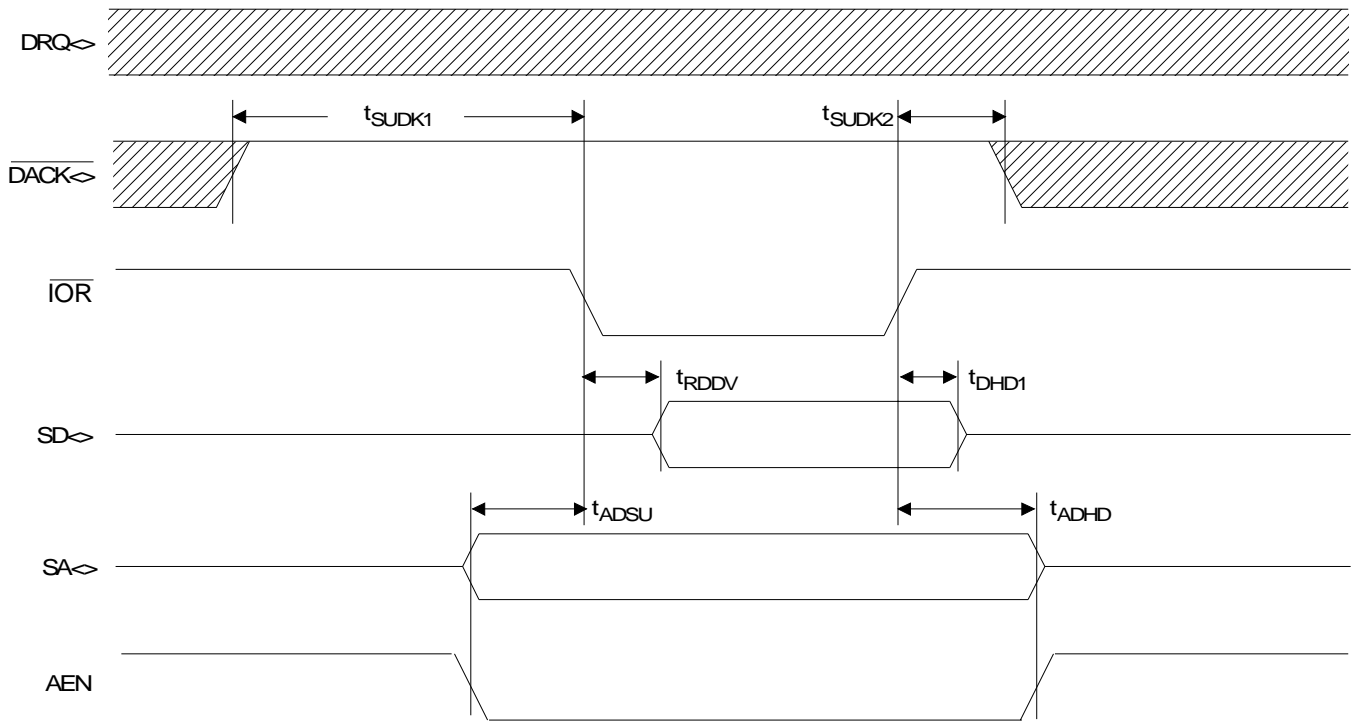 DRQ<>
tSUDK1
tSUDK2
DACK<>
IOR
tRDDV
tDHD1
SD<>
tADSU
tADHD
SA<>
AEN